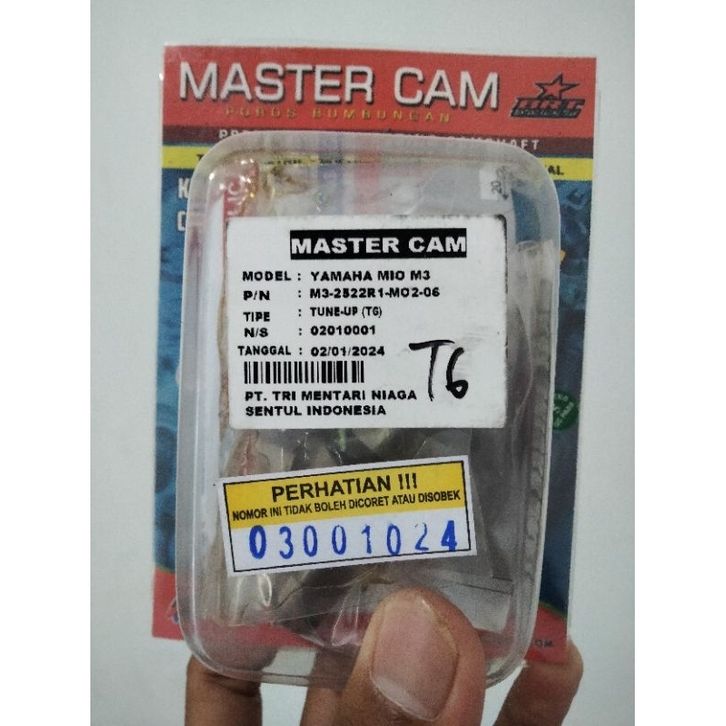 MASTER CAM
POROS BUMBUNGAN
BRC
MASTER CAM
MODEL : YAMAHA MIO M3
P/N : M3-2522R1-MO2-06
TIPE : TUNE-UP (T6)
N/S : 02010001
TANGGAL : 02/01/2024
T6
PT. TRI MENTARI NIAGA
SENTUL INDONESIA
PERHATIAN !!!
NOMOR INI TIDAK BOLEH DICORET ATAU DISOBEK
03001024